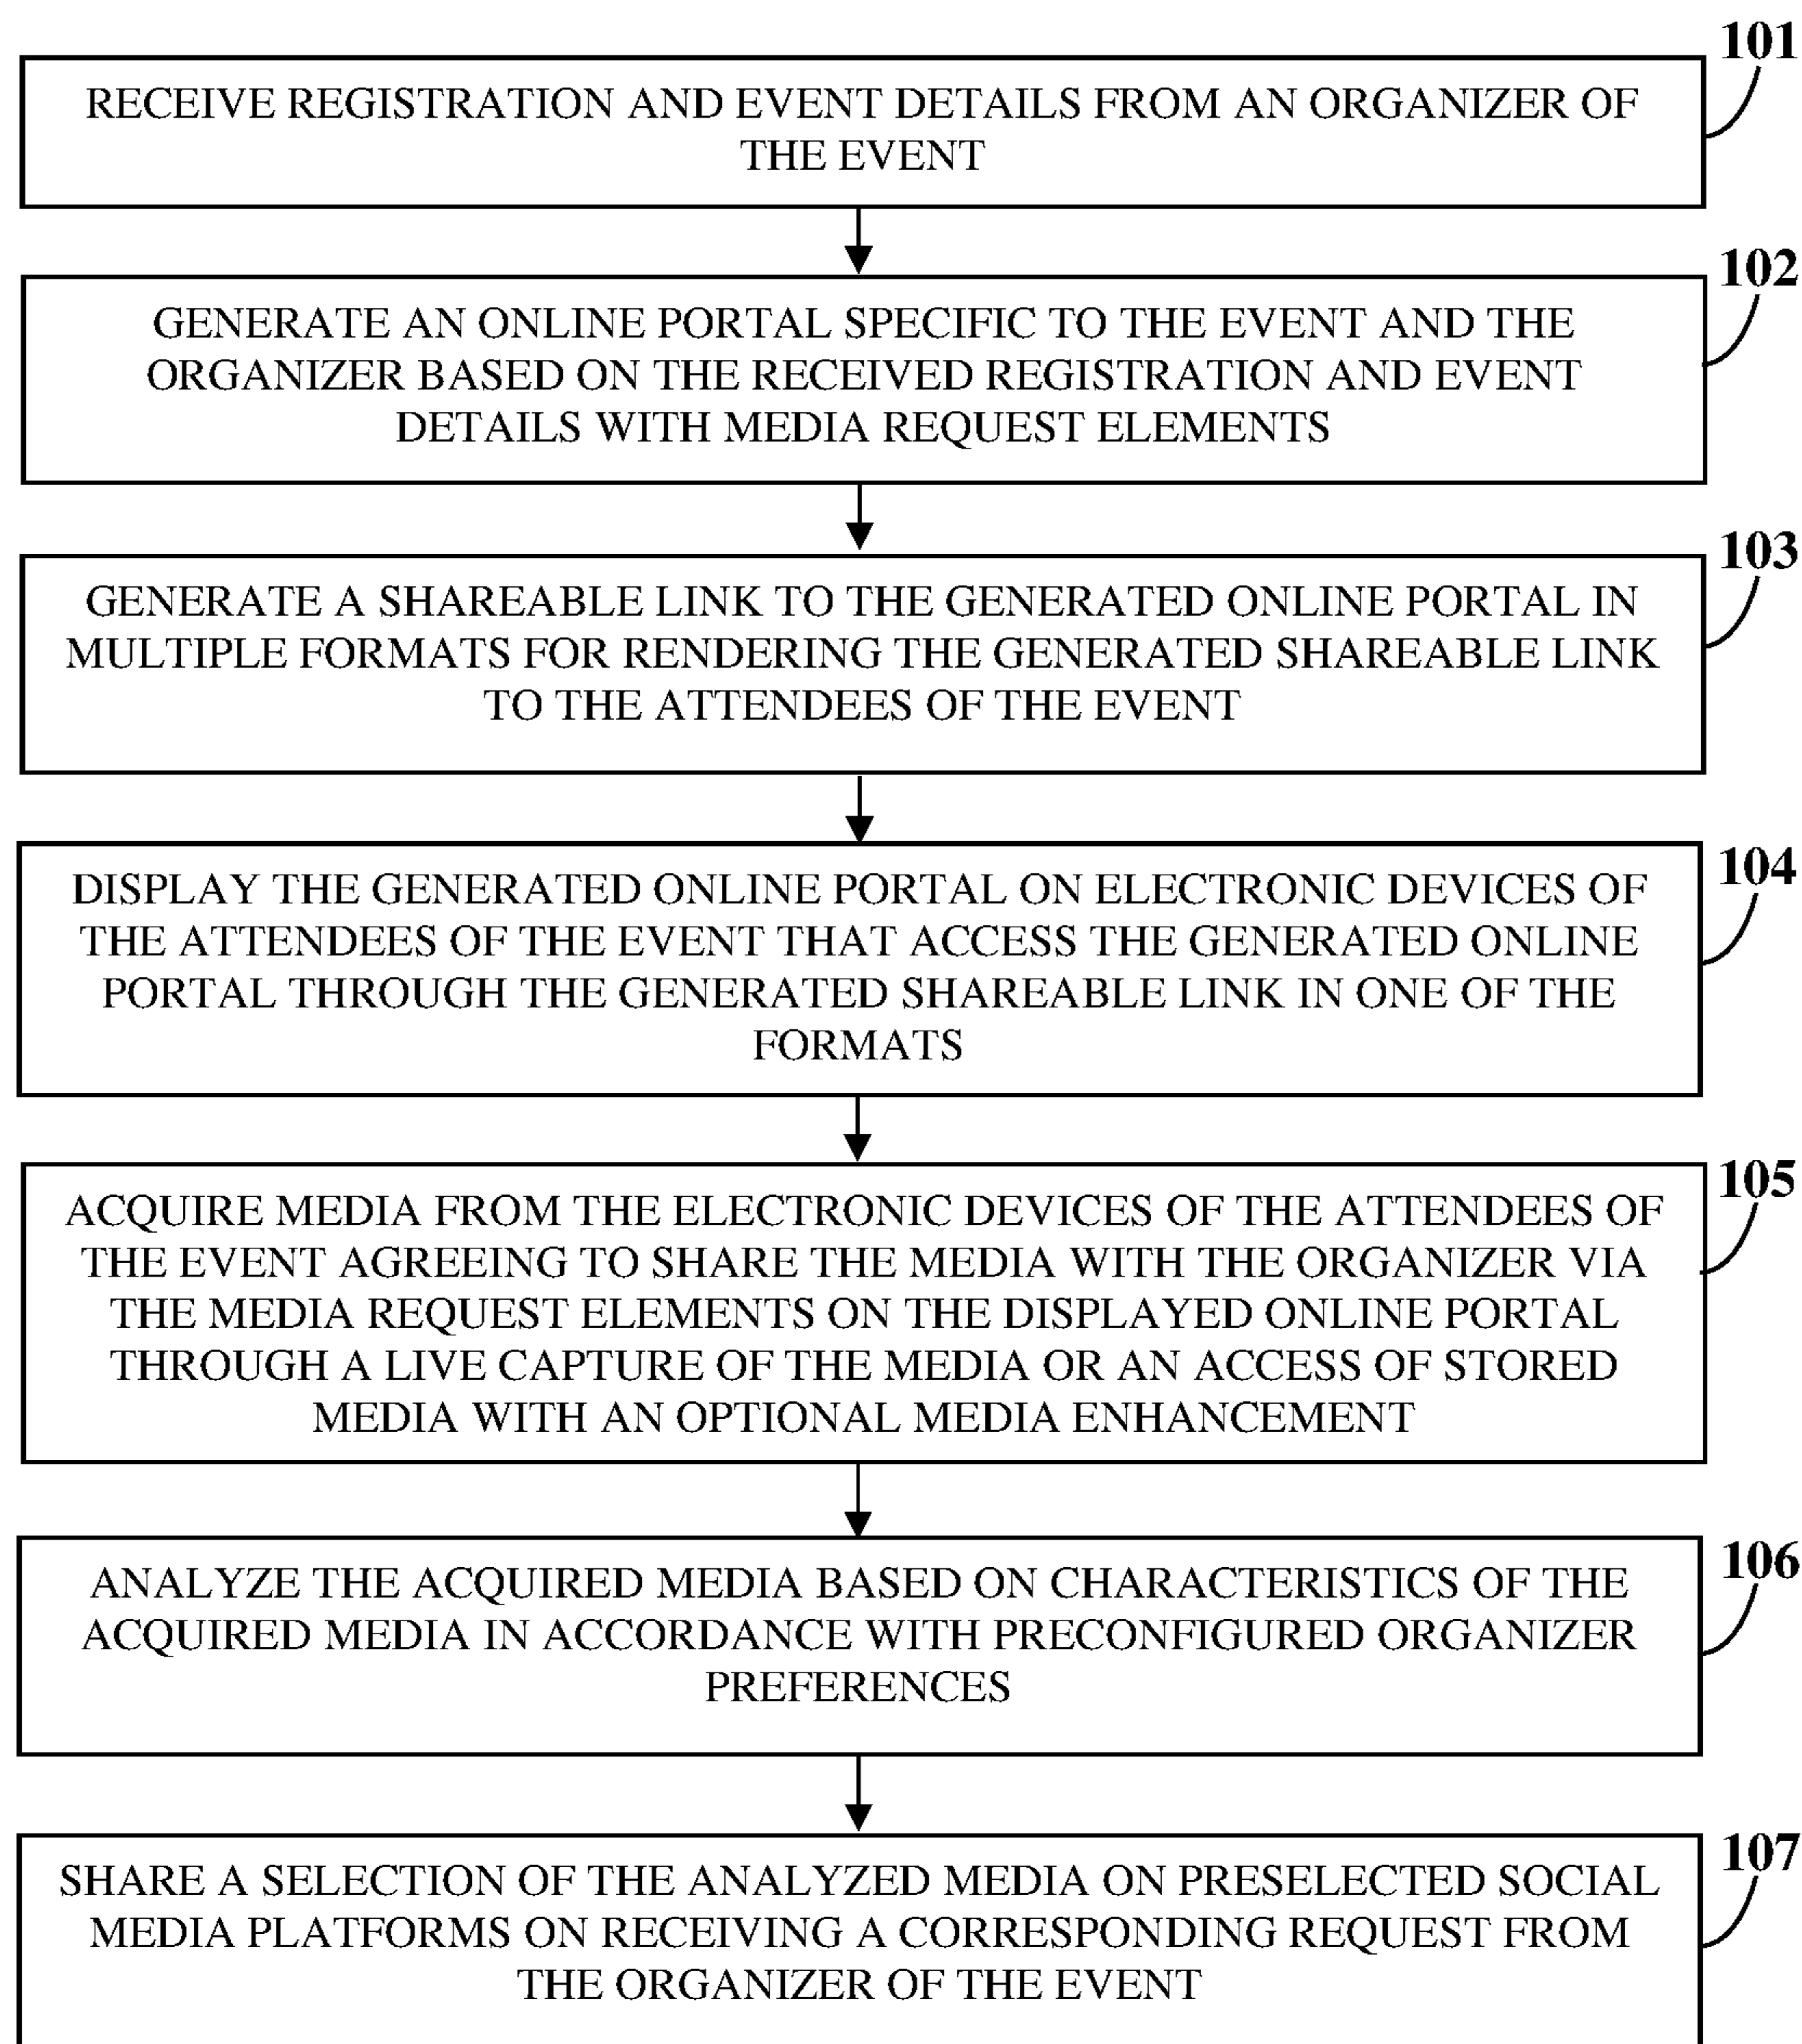 101
RECEIVE REGISTRATION AND EVENT DETAILS FROM AN ORGANIZER OF
THE EVENT
102
GENERATE AN ONLINE PORTAL SPECIFIC TO THE EVENT AND THE
ORGANIZER BASED ON THE RECEIVED REGISTRATION AND EVENT
DETAILS WITH MEDIA REQUEST ELEMENTS
103
GENERATE A SHAREABLE LINK TO THE GENERATED ONLINE PORTAL IN
MULTIPLE FORMATS FOR RENDERING THE GENERATED SHAREABLE LINK
TO THE ATTENDEES OF THE EVENT
104
DISPLAY THE GENERATED ONLINE PORTAL ON ELECTRONIC DEVICES OF
THE ATTENDEES OF THE EVENT THAT ACCESS THE GENERATED ONLINE
PORTAL THROUGH THE GENERATED SHAREABLE LINK IN ONE OF THE
FORMATS
105
ACQUIRE MEDIA FROM THE ELECTRONIC DEVICES OF THE ATTENDEES OF
THE EVENT AGREEING TO SHARE THE MEDIA WITH THE ORGANIZER VIA
THE MEDIA REQUEST ELEMENTS ON THE DISPLAYED ONLINE PORTAL
THROUGH A LIVE CAPTURE OF THE MEDIA OR AN ACCESS OF STORED
MEDIA WITH AN OPTIONAL MEDIA ENHANCEMENT
106
ANALYZE THE ACQUIRED MEDIA BASED ON CHARACTERISTICS OF THE
ACQUIRED MEDIA IN ACCORDANCE WITH PRECONFIGURED ORGANIZER
PREFERENCES
107
SHARE A SELECTION OF THE ANALYZED MEDIA ON PRESELECTED SOCIAL
MEDIA PLATFORMS ON RECEIVING A CORRESPONDING REQUEST FROM
THE ORGANIZER OF THE EVENT